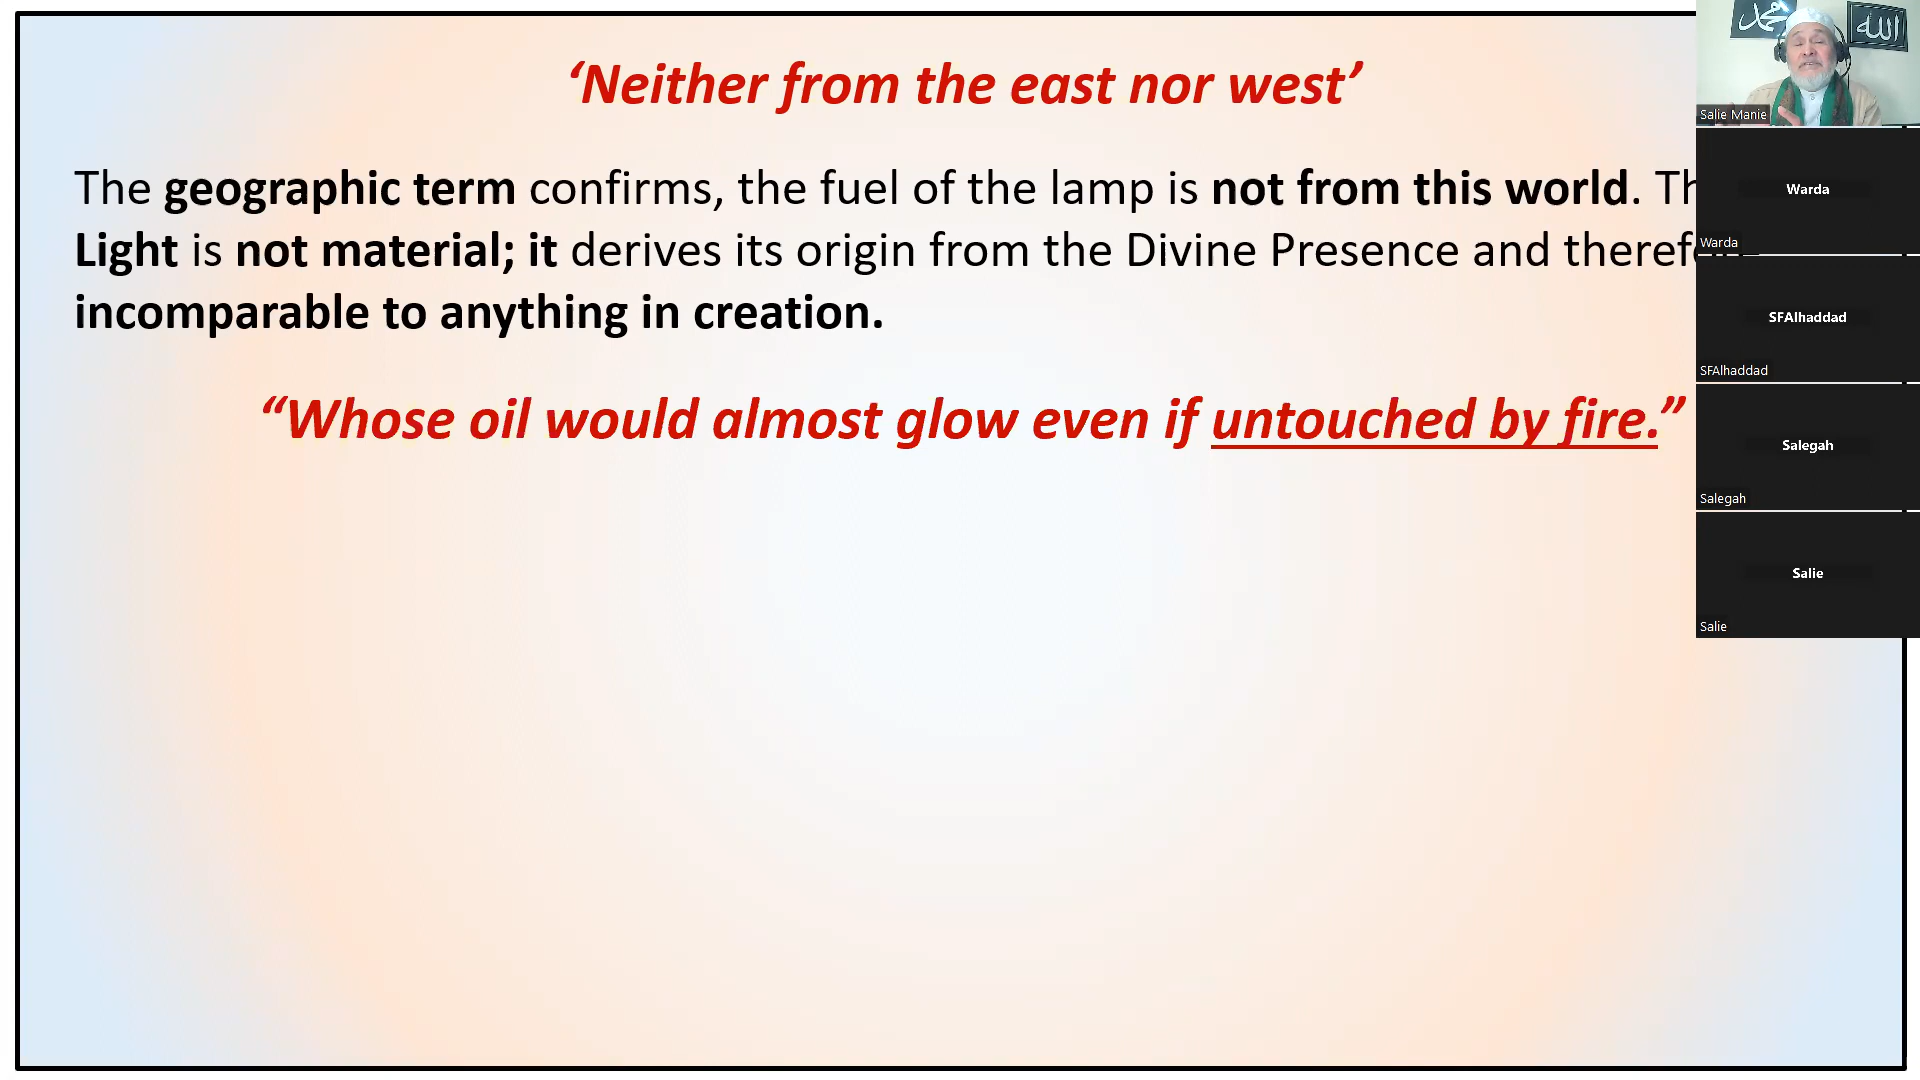 ‘Neither from the east nor west’
The geographic term confirms, the fuel of the lamp is not from this world.
Light is not material; it derives its origin from the Divine Presence and therefore
incomparable to anything in creation.
“Whose oil would almost glow even if untouched by fire.”
محمد
الله
Salie Manie
Warda
Warda
SFAlhaddad
SFAlhaddad
Salegah
Salegah
Salie
Salie